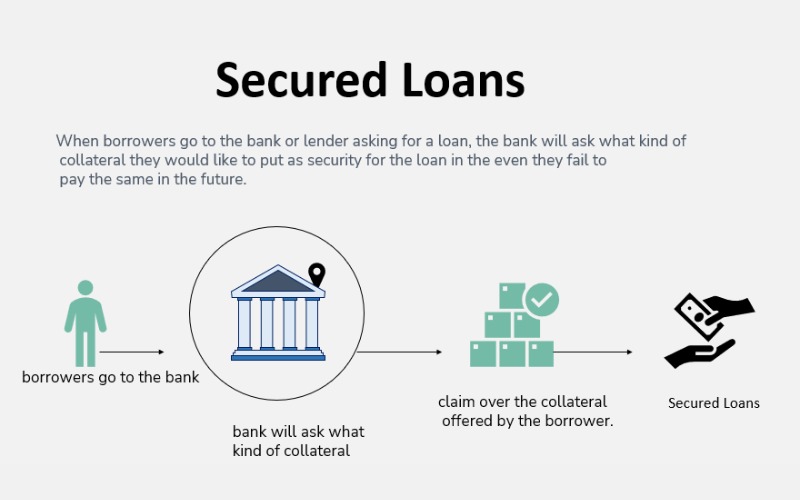 Secured Loans
When borrowers go to the bank or lender asking for a loan, the bank will ask what kind of
collateral they would like to put as security for the loan in the even they fail to
pay the same in the future.
borrowers go to the bank
bank will ask what
kind of collateral
claim over the collateral
offered by the borrower.
Secured Loans